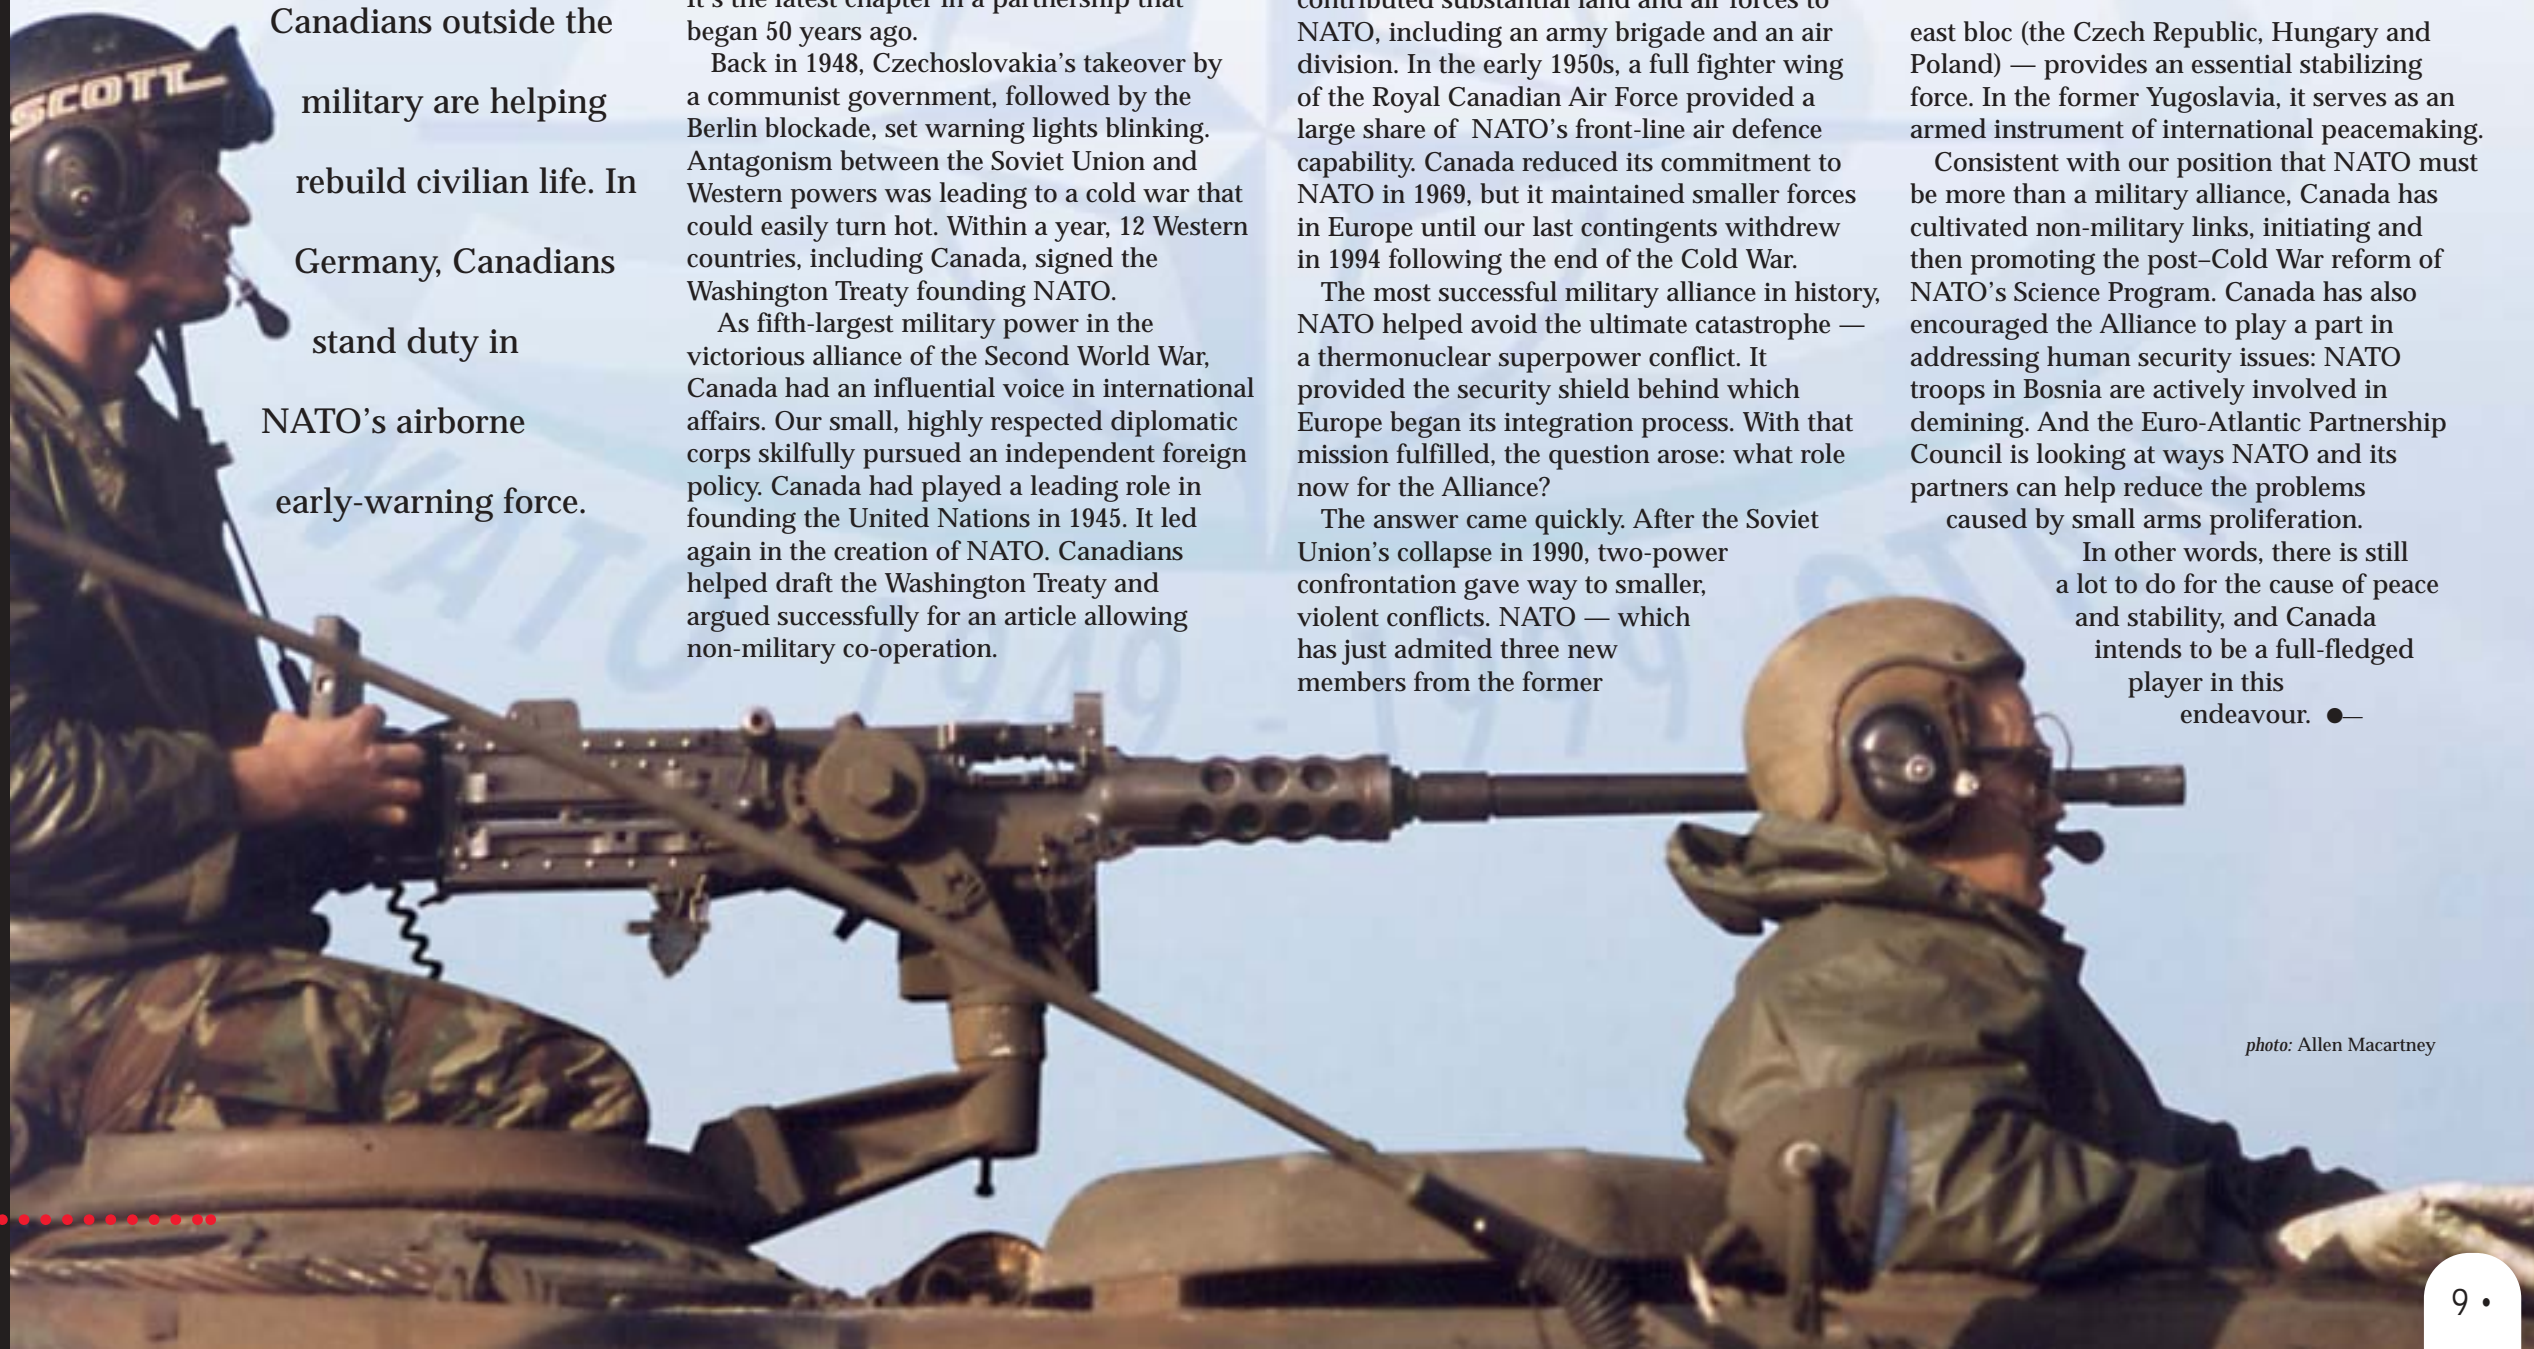 SCOTT
Canadians outside the
military are helping
rebuild civilian life. In
Germany, Canadians
stand duty in
NATO's airborne
early-warning force.
It's the latest chapter in a partnership that
began 50 years ago.
Back in 1948, Czechoslovakia's takeover by
a communist government, followed by the
Berlin blockade, set warning lights blinking.
Antagonism between the Soviet Union and
Western powers was leading to a cold war that
could easily turn hot. Within a year, 12 Western
countries, including Canada, signed the
Washington Treaty founding NATO.
As fifth-largest military power in the
victorious alliance of the Second World War,
Canada had an influential voice in international
affairs. Our small, highly respected diplomatic
corps skilfully pursued an independent foreign
policy. Canada had played a leading role in
founding the United Nations in 1945. It led
again in the creation of NATO. Canadians
helped draft the Washington Treaty and
argued successfully for an article allowing
non-military co-operation.
contributed substantial land and air forces to
NATO, including an army brigade and an air
division. In the early 1950s, a full fighter wing
of the Royal Canadian Air Force provided a
large share of NATO's front-line air defence
capability. Canada reduced its commitment to
NATO in 1969, but it maintained smaller forces
in Europe until our last contingents withdrew
in 1994 following the end of the Cold War.
The most successful military alliance in history,
NATO helped avoid the ultimate catastrophe —
a thermonuclear superpower conflict. It
provided the security shield behind which
Europe began its integration process. With that
mission fulfilled, the question arose: what role
now for the Alliance?
The answer came quickly. After the Soviet
Union's collapse in 1990, two-power
confrontation gave way to smaller,
violent conflicts. NATO — which
has just admited three new
members from the former
east bloc (the Czech Republic, Hungary and
Poland) — provides an essential stabilizing
force. In the former Yugoslavia, it serves as an
armed instrument of international peacemaking.
Consistent with our position that NATO must
be more than a military alliance, Canada has
cultivated non-military links, initiating and
then promoting the post–Cold War reform of
NATO's Science Program. Canada has also
encouraged the Alliance to play a part in
addressing human security issues: NATO
troops in Bosnia are actively involved in
demining. And the Euro-Atlantic Partnership
Council is looking at ways NATO and its
partners can help reduce the problems
caused by small arms proliferation.
In other words, there is still
a lot to do for the cause of peace
and stability, and Canada
intends to be a full-fledged
player in this
endeavour.
NATO 1949 - 1999 OTAN
photo: Allen Macartney
9 •